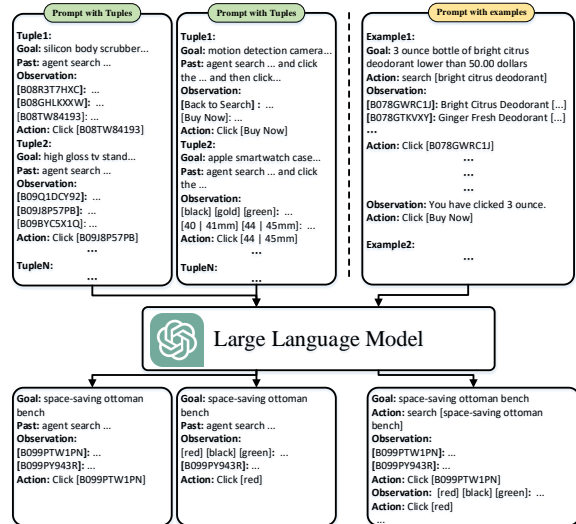 Prompt with Tuples
Tuple1:
Goal: silicon body scrubber...
Past: agent search ...
Observation:
[B08R3T7HXC]: ...
[B08GHLKXXW]: ...
[B08TW84193]: ...
Action: Click [B08TW84193]
Tuple2:
Goal: high gloss tv stand...
Past: agent search ...
Observation:
[B09Q1DCY92]: ...
[B09J8P57PB]: ...
[B09BYC5X1Q]: ...
Action: Click [B09J8P57PB]
...
TupleN:
...
Prompt with Tuples
Tuple1:
Goal: motion detection camera...
Past: agent search ... and click
the ... and then click...
Observation:
[Back to Search] : ...
[Buy Now]: ...
Action: Click [Buy Now]
Tuple2:
Goal: apple smartwatch case...
Past: agent search ... and click
the ...
Observation:
[black] [gold] [green]: ...
[40 | 41mm] [44 | 45mm]: ...
Action: Click [44 | 45mm]
...
TupleN:
...
Prompt with examples
Example1:
Goal: 3 ounce bottle of bright citrus
deodorant lower than 50.00 dollars
Action: search [bright citrus deodorant]
Observation:
[B078GWRC1J]: Bright Citrus Deodorant [...]
[B078GTKVXY]: Ginger Fresh Deodorant [...]
...
Action: Click [B078GWRC1J]
...
...
...
Observation: You have clicked 3 ounce.
Action: Click [Buy Now]
Example2:
...
Large Language Model
Goal: space-saving ottoman
bench
Past: agent search ...
Observation:
[B099PTW1PN]: ...
[B099PY943R]: ...
Action: Click [B099PTW1PN]
Goal: space-saving ottoman
bench
Past: agent search ...
Observation:
[red] [black] [green]: ...
[B099PY943R]: ...
Action: Click [red]
Goal: space-saving ottoman bench
Action: search [space-saving ottoman
bench]
Observation:
[B099PTW1PN]: ...
[B099PY943R]: ...
Action: Click [B099PTW1PN]
Observation: [red] [black] [green]: ...
Action: Click [red]
...